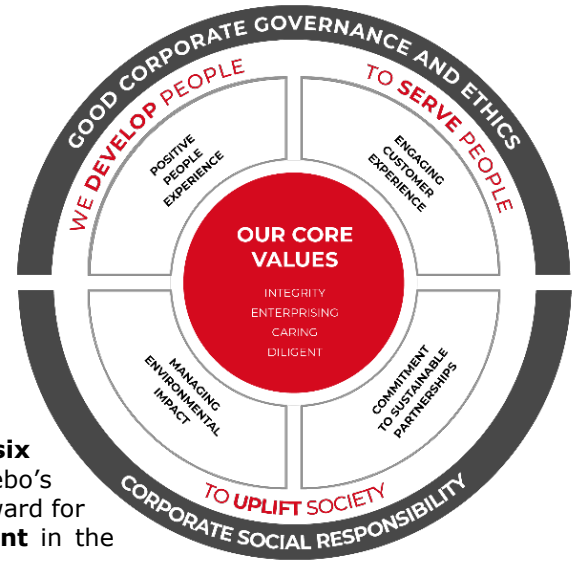 GOOD CORPORATE GOVERNANCE AND ETHICS
WE DEVELOP PEOPLE
TO SERVE PEOPLE
POSITIVE
PEOPLE
EXPERIENCE
ENGAGING
CUSTOMER
EXPERIENCE
OUR CORE
VALUES
INTEGRITY
ENTERPRISING
CARING
DILIGENT
MANAGING
ENVIRONMENTAL
IMPACT
COMMITMENT
TO SUSTAINABLE
PARTNERSHIPS
TO UPLIFT SOCIETY
CORPORATE SOCIAL RESPONSIBILITY
six
ebo's
ward for
nt in the